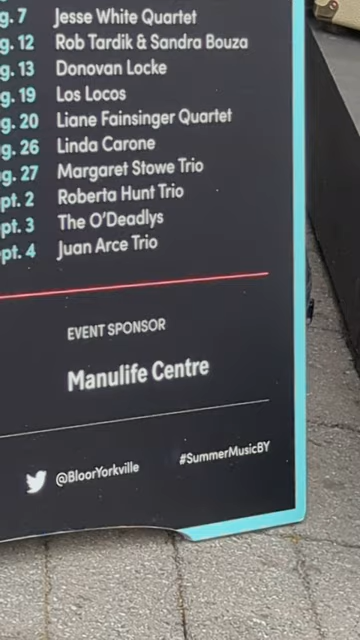 g. 7 Jesse White Quartet
g. 12 Rob Tardik & Sandra Bouza
g. 13 Donovan Locke
g. 19 Los Locos
g. 20 Liane Fainsinger Quartet
g. 26 Linda Carone
g. 27 Margaret Stowe Trio
pt. 2 Roberta Hunt Trio
pt. 3 The O'Deadlys
pt. 4 Juan Arce Trio
EVENT SPONSOR
Manulife Centre
@BloorYorkville #SummerMusicBY